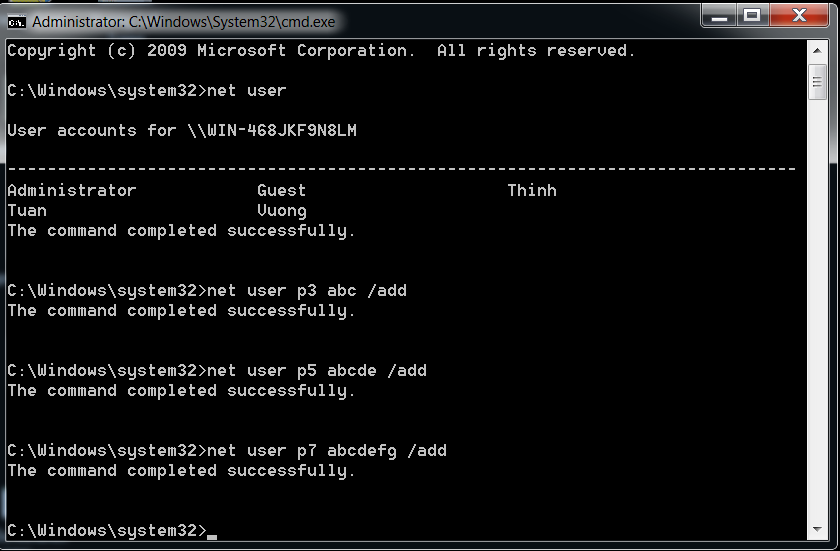 Administrator: C:\Windows\System32\cmd.exe
Copyright (c) 2009 Microsoft Corporation.  All rights reserved.
C:\Windows\system32>net user
User accounts for \\WIN-468JKF9N8LM
-------------------------------------------------------------------------------
Administrator            Guest                    Thinh
Tuan                     Vuong
The command completed successfully.
C:\Windows\system32>net user p3 abc /add
The command completed successfully.
C:\Windows\system32>net user p5 abcde /add
The command completed successfully.
C:\Windows\system32>net user p7 abcdefg /add
The command completed successfully.
C:\Windows\system32>_